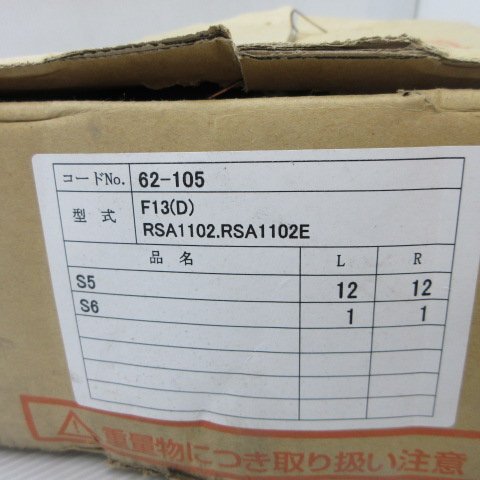 コードNo. 62-105
型式 F13(D)
RSA1102.RSA1102E
品名 L R
S5 12 12
S6 1 1
重量物につき取り扱い注意